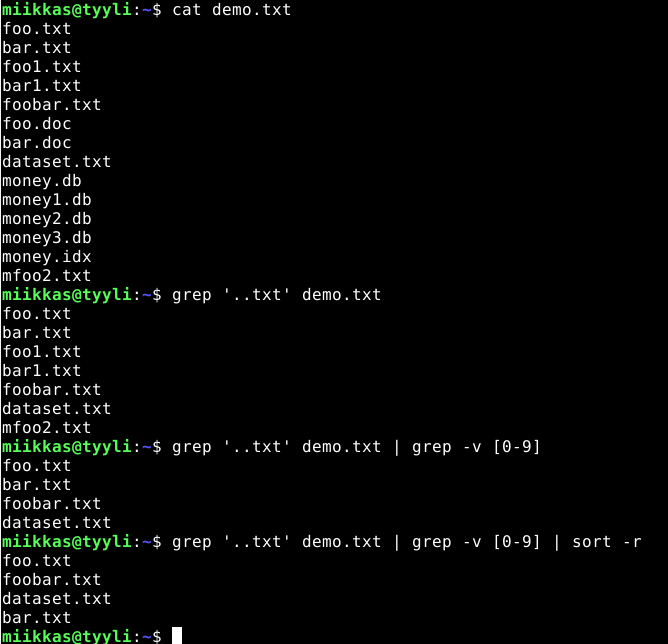 miikkas@tyyli:~$ cat demo.txt
foo.txt
bar.txt
foo1.txt
bar1.txt
foobar.txt
foo.doc
bar.doc
dataset.txt
money.db
money1.db
money2.db
money3.db
money.idx
mfoo2.txt
miikkas@tyyli:~$ grep '..txt' demo.txt
foo.txt
bar.txt
foo1.txt
bar1.txt
foobar.txt
dataset.txt
mfoo2.txt
miikkas@tyyli:~$ grep '..txt' demo.txt | grep -v [0-9]
foo.txt
bar.txt
foobar.txt
dataset.txt
miikkas@tyyli:~$ grep '..txt' demo.txt | grep -v [0-9] | sort -r
foo.txt
foobar.txt
dataset.txt
bar.txt
miikkas@tyyli:~$